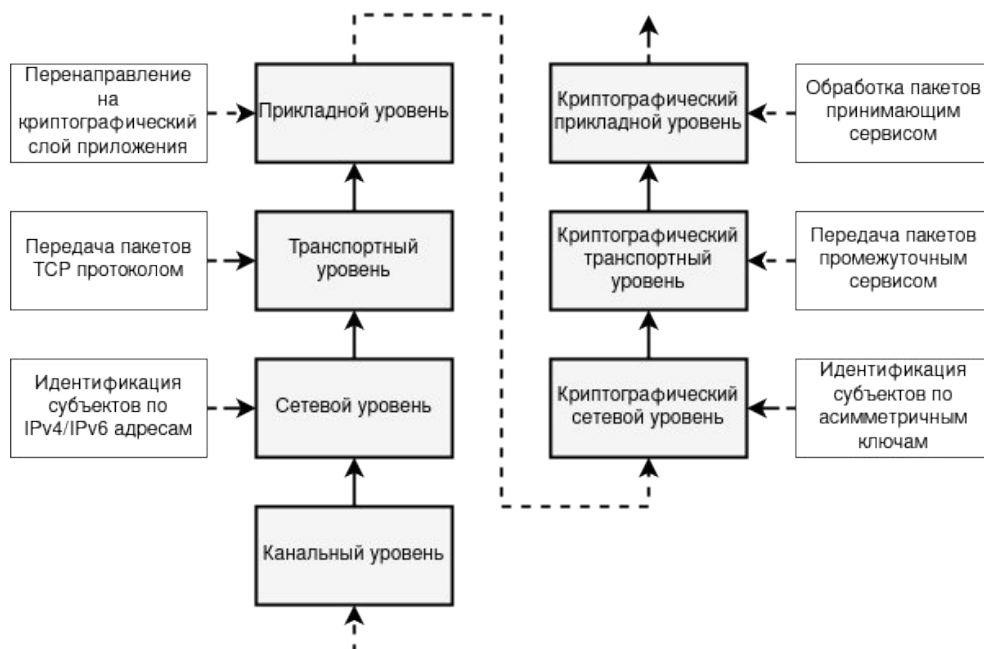 Перенаправление
на
криптографический
слой приложения
Прикладной уровень
Криптографический
прикладной уровень
Обработка пакетов
принимающим
сервисом
Передача пакетов
TCP протоколом
Транспортный
уровень
Криптографический
транспортный
уровень
Передача пакетов
промежуточным
сервисом
Идентификация
субъектов по
IPv4/IPv6 адресам
Сетевой уровень
Криптографический
сетевой уровень
Идентификация
субъектов по
асимметричным
ключам
Канальный уровень